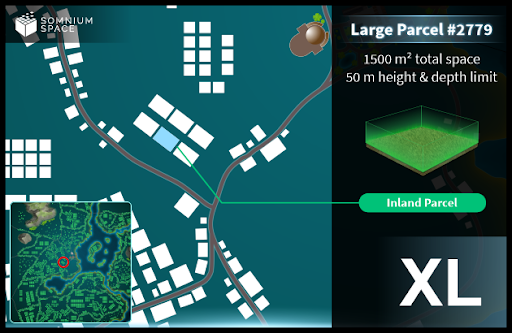 SOMNIUM
SPACE
Large Parcel #2779
1500 m² total space
50 m height & depth limit
Inland Parcel
XL